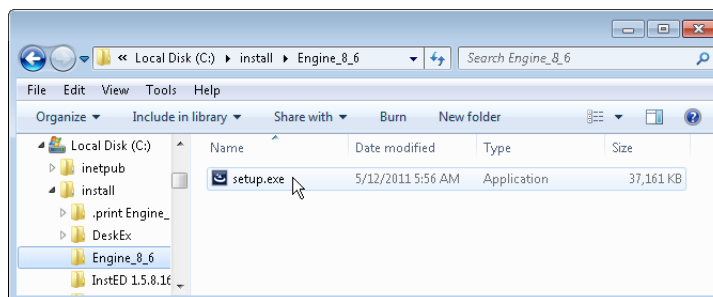 « Local Disk (C:) ▸ install ▸ Engine_8_6
Search Engine_8_6
File Edit View Tools Help
Organize Include in library Share with Burn New folder
Local Disk (C:)
inetpub
install
.print Engine_
DeskEx
Engine_8_6
InstED 1.5.8.16
Name Date modified Type Size
setup.exe 5/12/2011 5:56 AM Application 37,161 KB